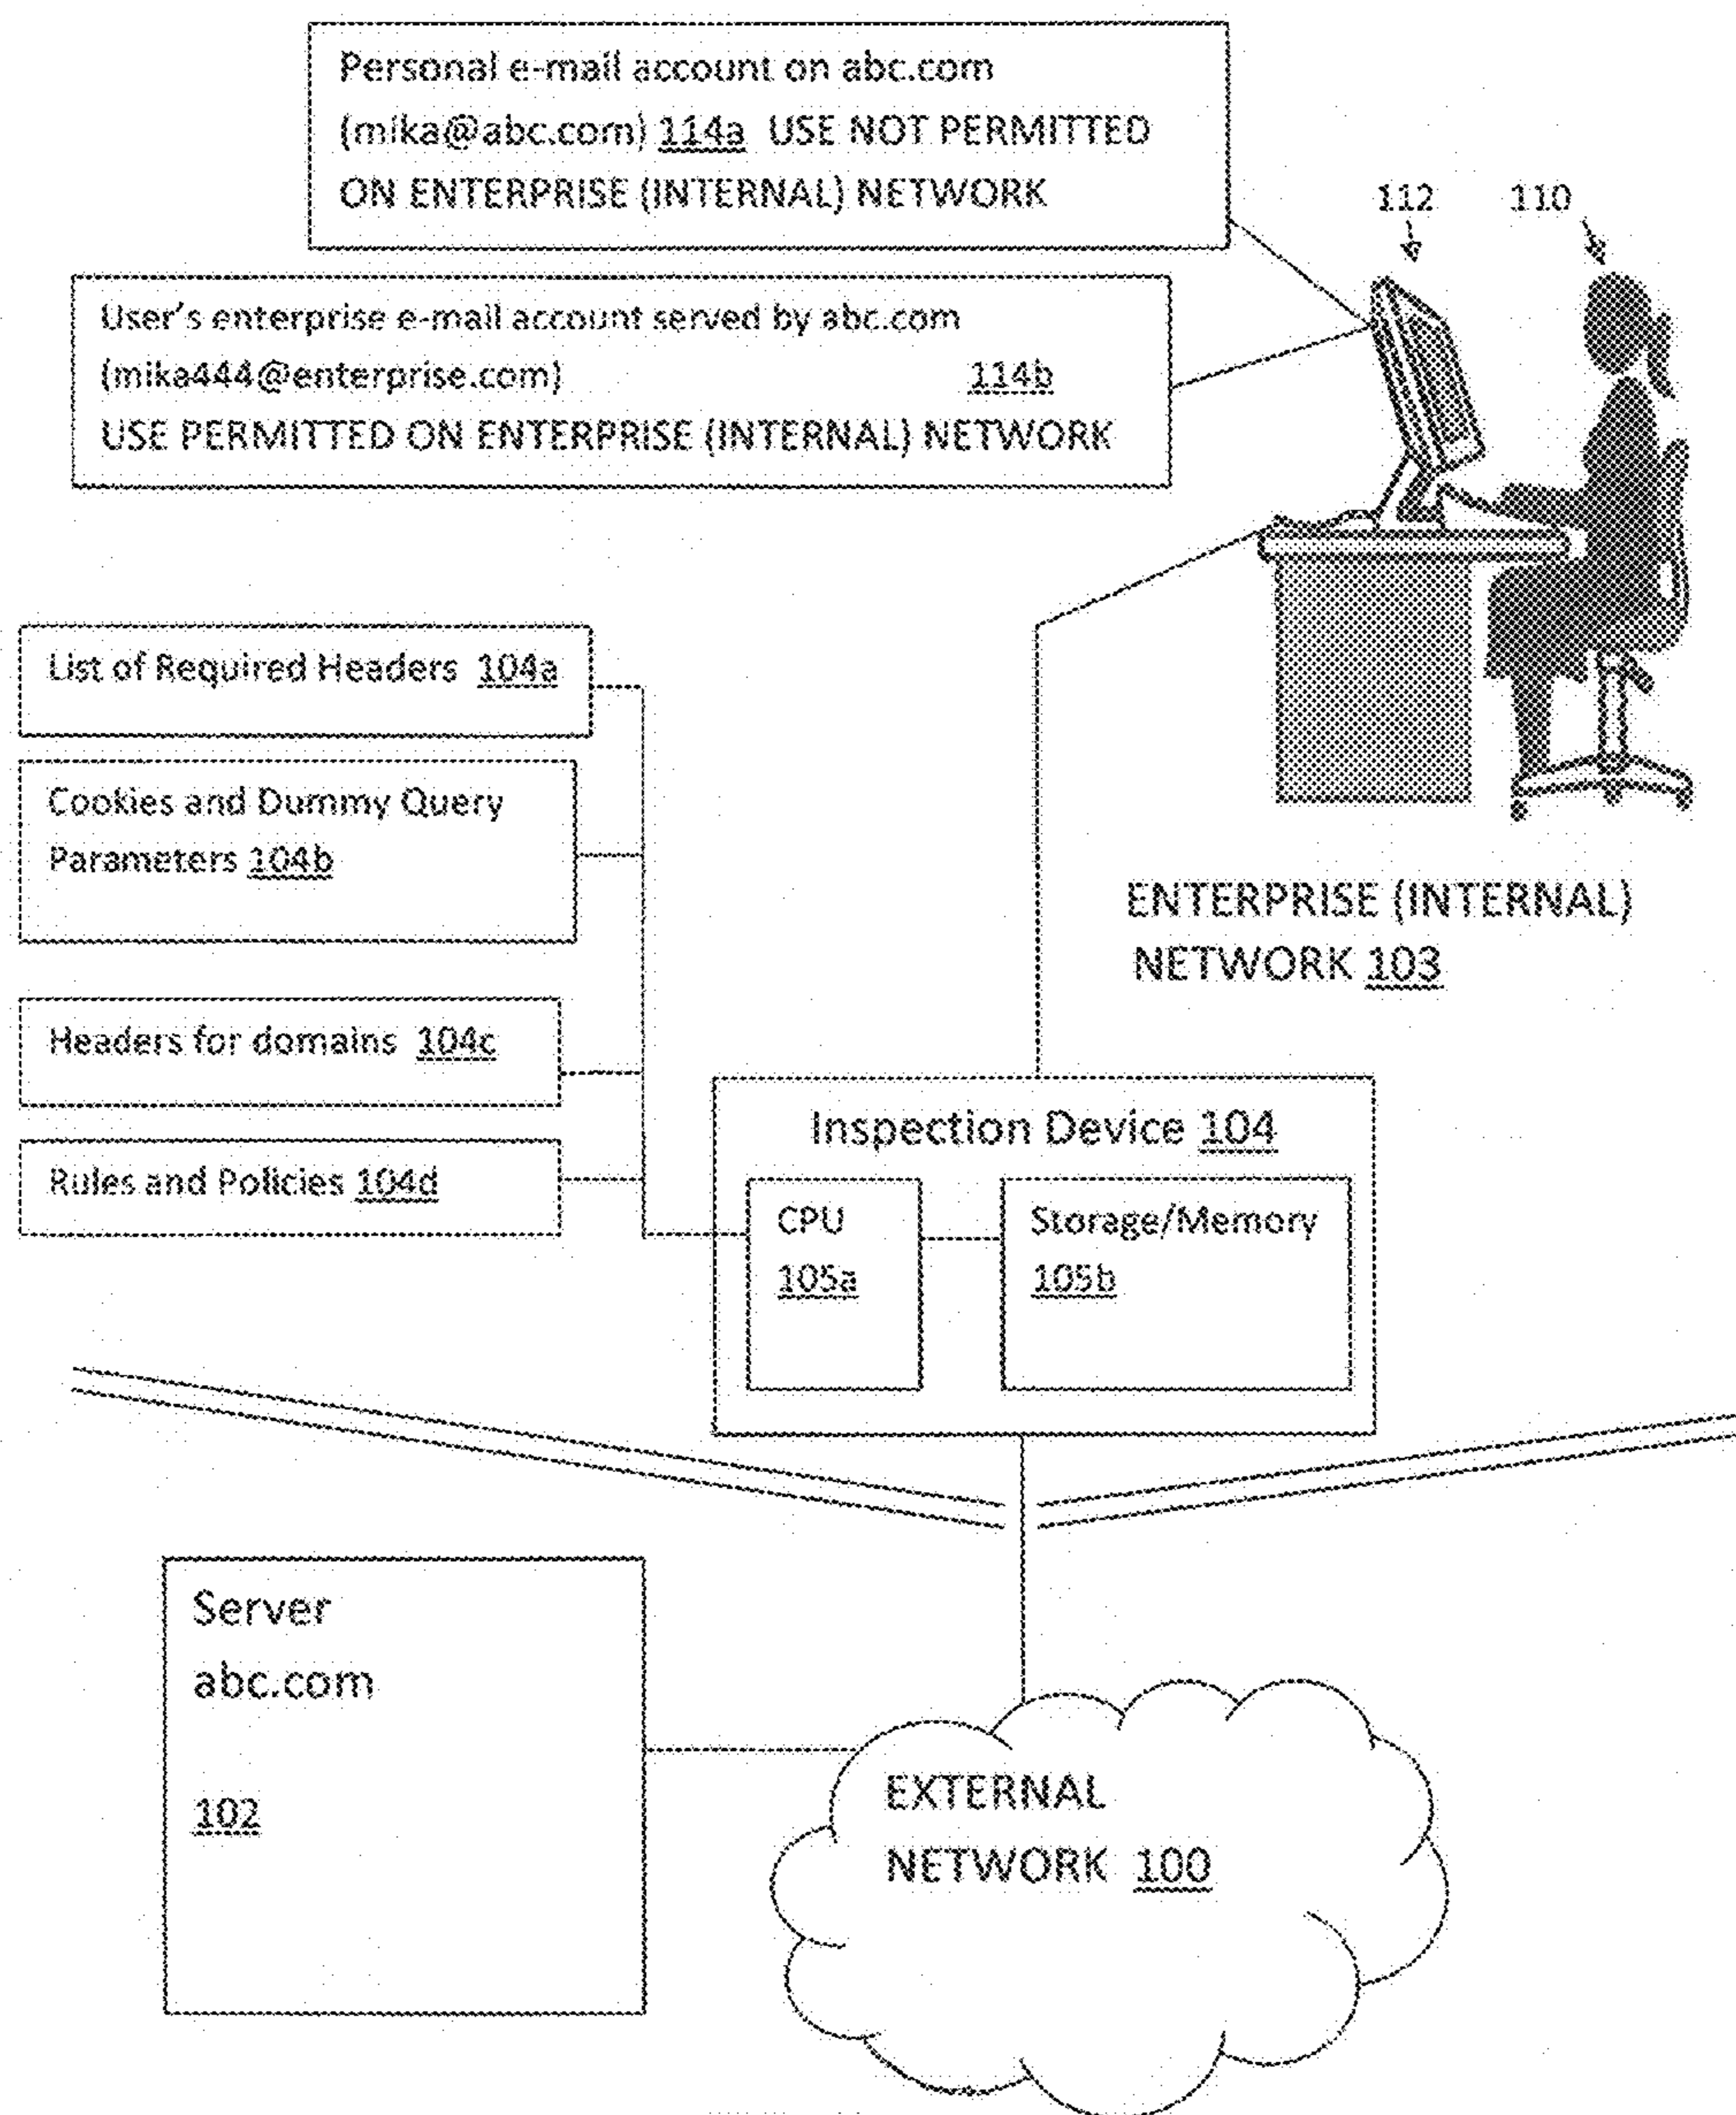 Personal e-mail account on abc.com
(mika@abc.com) 114a USE NOT PERMITTED
ON ENTERPRISE (INTERNAL) NETWORK
112
110
User's enterprise e-mail account served by abc.com
(mika444@enterprise.com) 114b
USE PERMITTED ON ENTERPRISE (INTERNAL) NETWORK
List of Required Headers 104a
Cookies and Dummy Query
Parameters 104b
ENTERPRISE (INTERNAL)
NETWORK 103
Headers for domains 104c
Rules and Policies 104d
Inspection Device 104
CPU
105a
Storage/Memory
105b
Server
abc.com
102
EXTERNAL
NETWORK 100